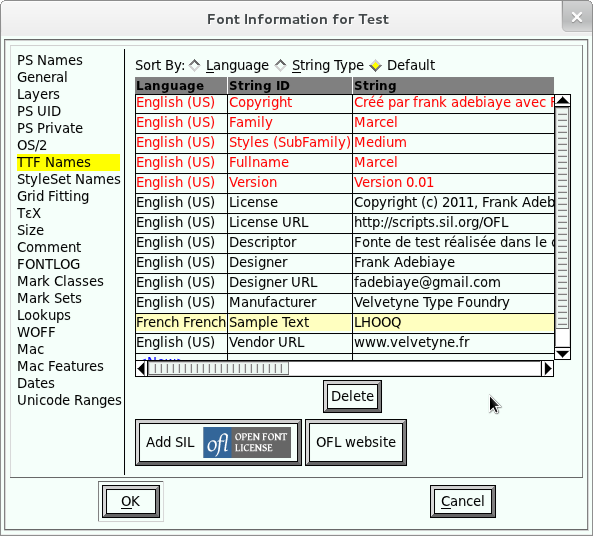 Font Information for Test
PS Names
General
Layers
PS UID
PS Private
OS/2
TTF Names
StyleSet Names
Grid Fitting
ΤεΧ
Size
Comment
FONTLOG
Mark Classes
Mark Sets
Lookups
WOFF
Mac
Mac Features
Dates
Unicode Ranges
Sort By: Language String Type Default
Language String ID String
English (US) Copyright Créé par frank adebiaye avec
English (US) Family Marcel
English (US) Styles (SubFamily) Medium
English (US) Fullname Marcel
English (US) Version Version 0.01
English (US) License Copyright (c) 2011, Frank Adeb
English (US) License URL http://scripts.sil.org/OFL
English (US) Descriptor Fonte de test réalisée dans le
English (US) Designer Frank Adebiaye
English (US) Designer URL fadebiaye@gmail.com
English (US) Manufacturer Velvetyne Type Foundry
French French Sample Text LHOOQ
English (US) Vendor URL www.velvetyne.fr
Delete
Add SIL ofl OPEN FONT LICENSE OFL website
OK Cancel